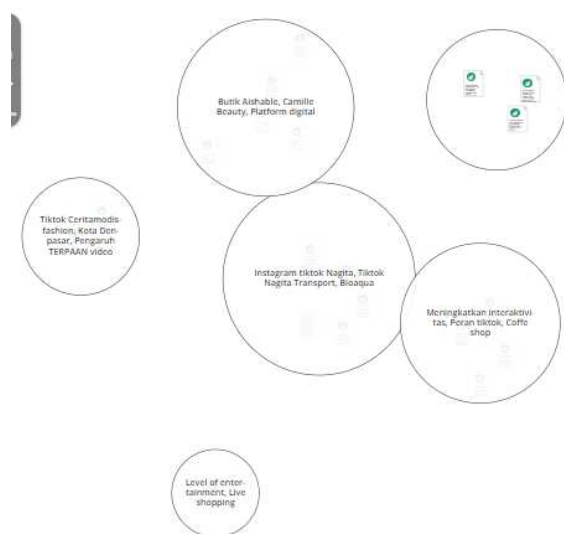 Butik Aishable, Camille
Beauty, Platform digital
Tiktok Ceritamodis
fashion, Kota Den-
pasar, Pengaruh
TERPAAN video
Instagram tiktok Nagita, Tiktok
Nagita Transport, Bioaqua
Meningkatkan interaktivi-
tas, Peran tiktok, Coffe
shop
Level of enter-
tainment, Live
shopping